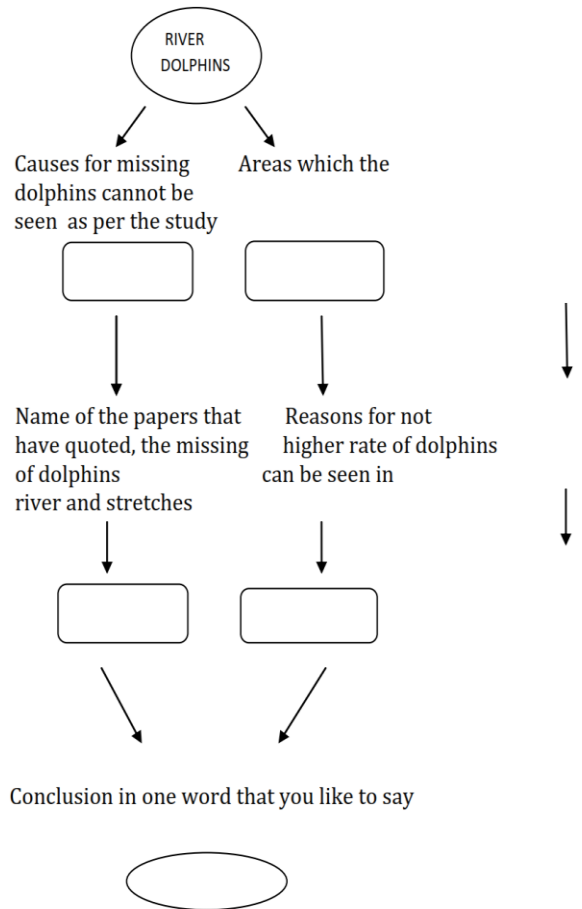 RIVER
DOLPHINS
Causes for missing Areas which the
dolphins cannot be
seen as per the study
Name of the papers that Reasons for not
have quoted, the missing higher rate of dolphins
of dolphins can be seen in
river and stretches
Conclusion in one word that you like to say